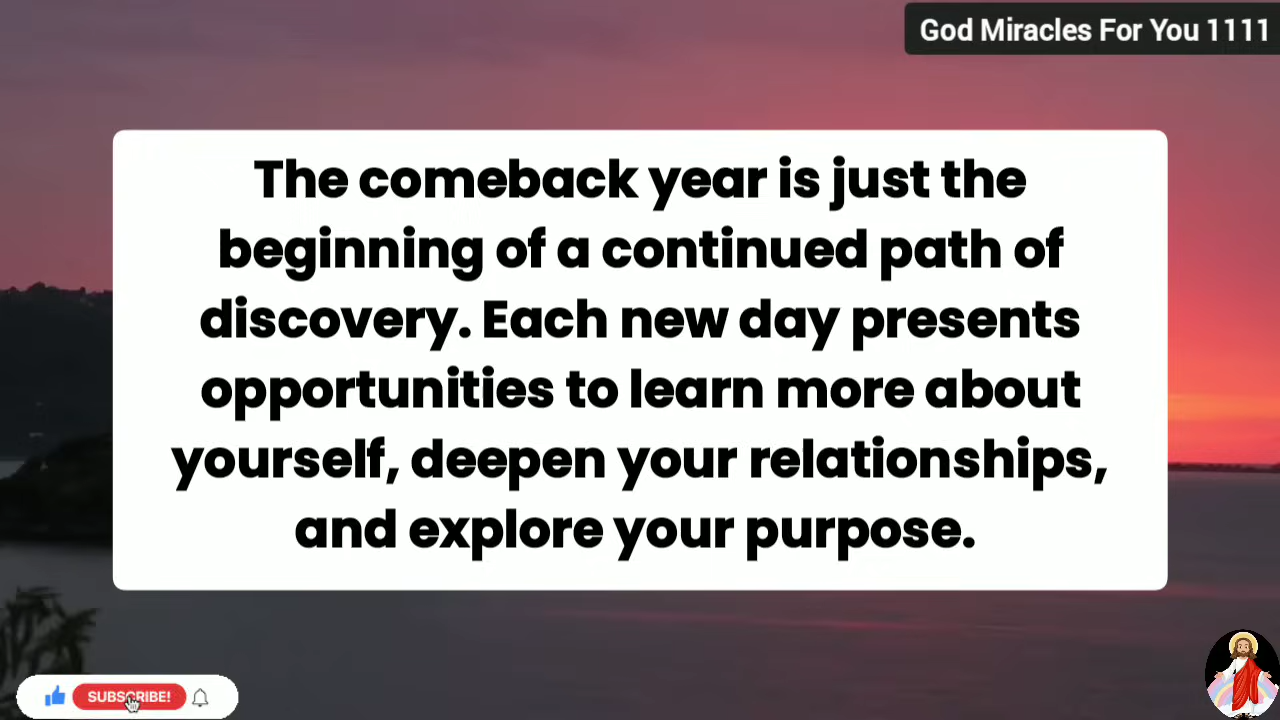 God Miracles For You 1111
The comeback year is just the
beginning of a continued path of
discovery. Each new day presents
opportunities to learn more about
yourself, deepen your relationships,
and explore your purpose.
SUBSCRIBE!